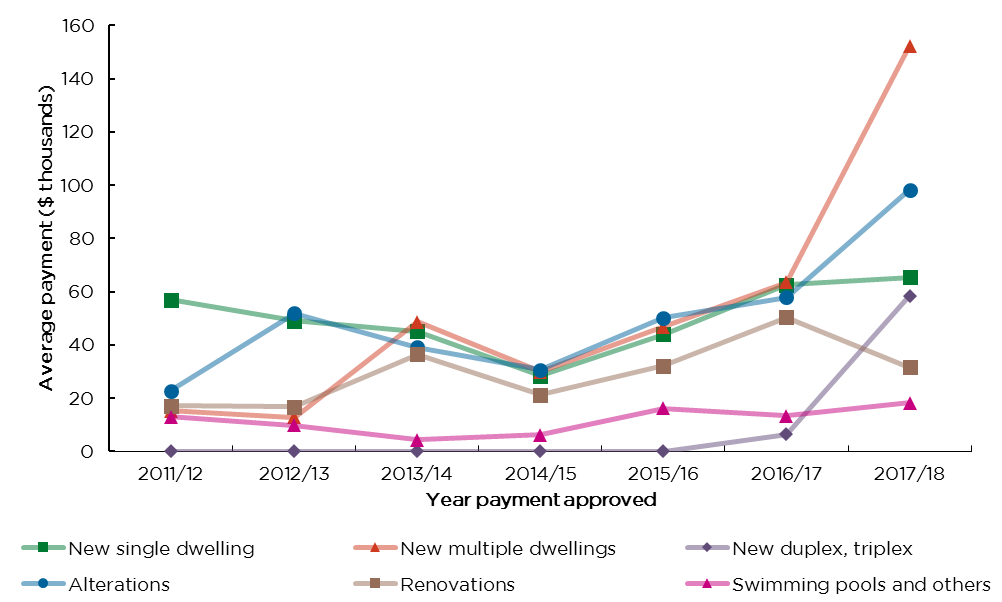 160
140
120
100
80
60
40
20
0
Average payment ($ thousands)
2011/12 2012/13 2013/14 2014/15 2015/16 2016/17 2017/18
Year payment approved
New single dwelling New multiple dwellings New duplex, triplex
Alterations Renovations Swimming pools and others